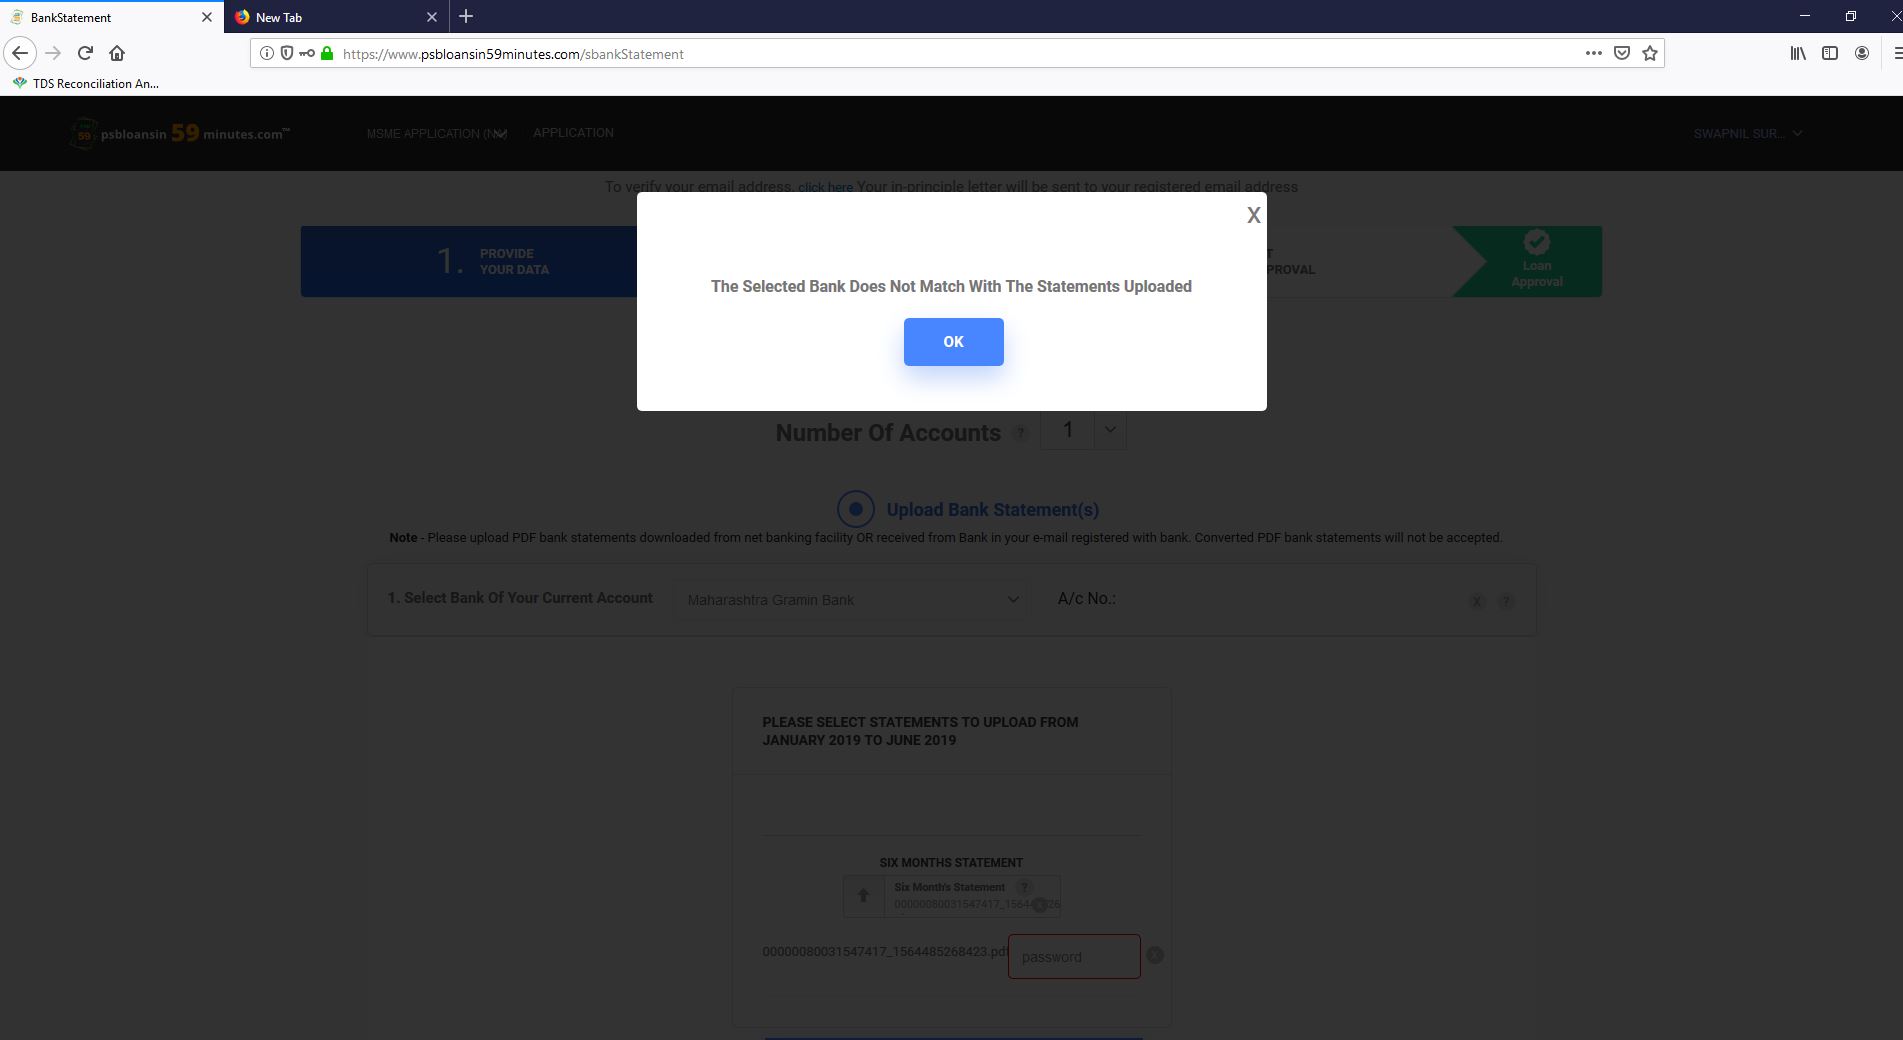 BankStatement
New Tab
https://www.psbloansin59minutes.com/sbankStatement
TDS Reconciliation An...
59 psbloansin 59 minutes.com™
APPLICATION
SWAPNIL SUR...
To verify your email address, click here Your in-principle letter will be sent to your registered email address
1. PROVIDE
YOUR DATA
T
PROVAL
Loan
Approval
X
The Selected Bank Does Not Match With The Statements Uploaded
OK
Number Of Accounts ? 1
Upload Bank Statement(s)
Note - Please upload PDF bank statements downloaded from net banking facility OR received from Bank in your e-mail registered with bank. Converted PDF bank statements will not be accepted.
1. Select Bank Of Your Current Account Maharashtra Gramin Bank A/c No.: X ?
PLEASE SELECT STATEMENTS TO UPLOAD FROM
JANUARY 2019 TO JUNE 2019
SIX MONTHS STATEMENT
Six Month's Statement ?
00000080031547417_1564485268423.pdf password X